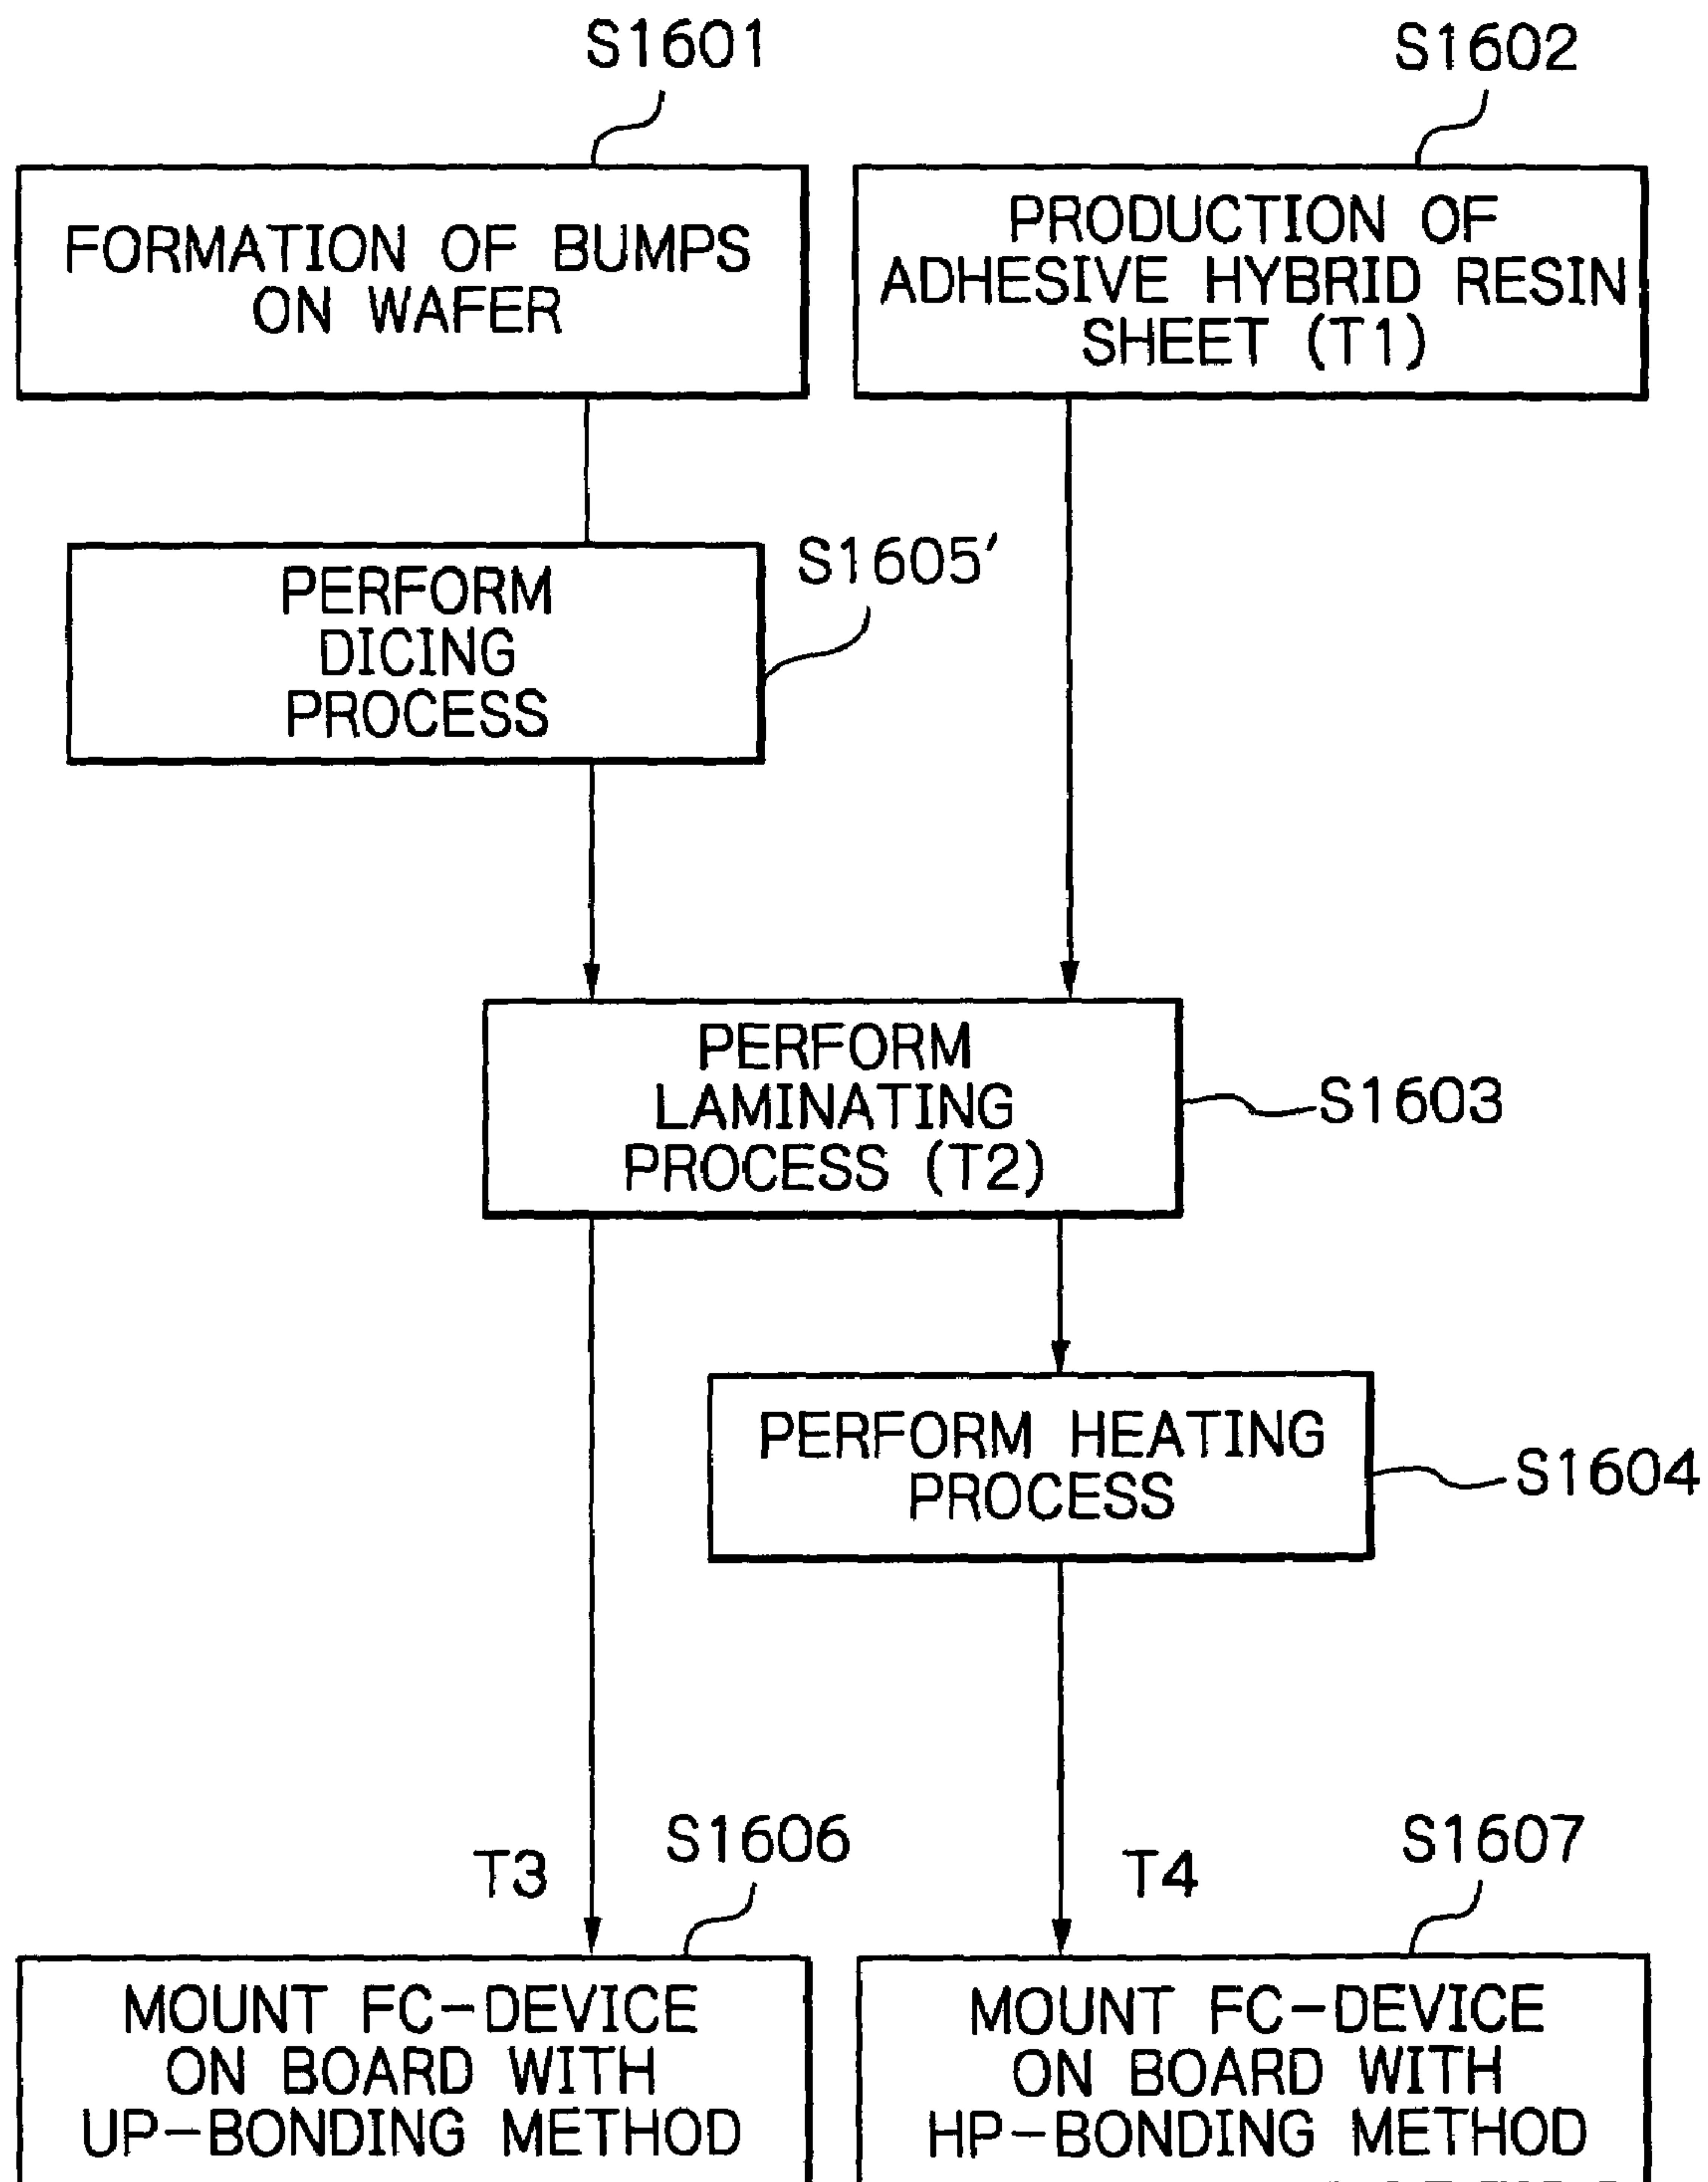 S1601
S1602
FORMATION OF BUMPS
ON WAFER
PRODUCTION OF
ADHESIVE HYBRID RESIN
SHEET (T1)
PERFORM
DICING
PROCESS
S1605'
PERFORM
LAMINATING
PROCESS (T2)
S1603
PERFORM HEATING
PROCESS
S1604
T3
S1606
T4
S1607
MOUNT FC-DEVICE
ON BOARD WITH
UP-BONDING METHOD
MOUNT FC-DEVICE
ON BOARD WITH
HP-BONDING METHOD